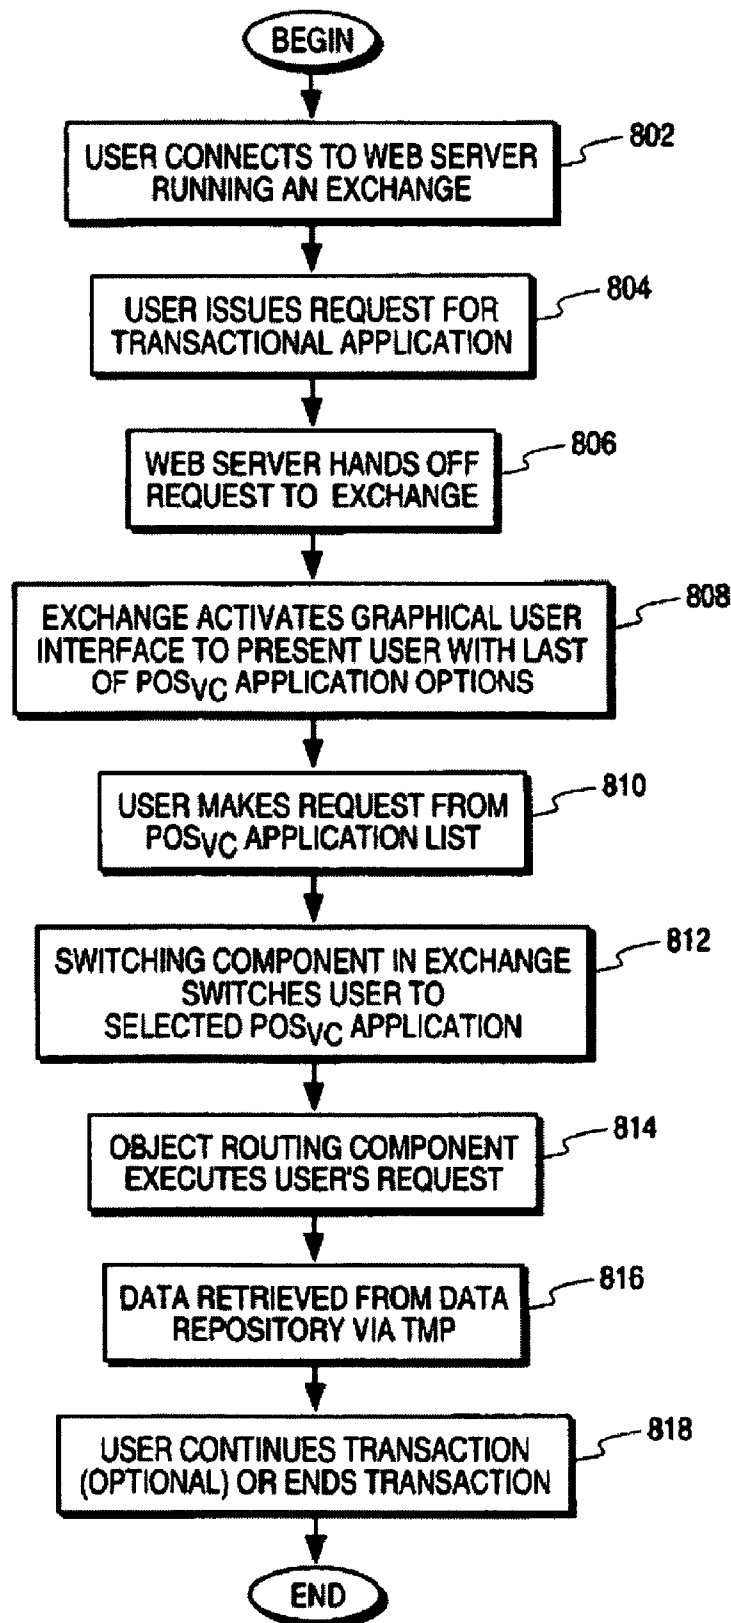 BEGIN
USER CONNECTS TO WEB SERVER
RUNNING AN EXCHANGE
802
USER ISSUES REQUEST FOR
TRANSACTIONAL APPLICATION
804
WEB SERVER HANDS OFF
REQUEST TO EXCHANGE
806
EXCHANGE ACTIVATES GRAPHICAL USER
INTERFACE TO PRESENT USER WITH LAST
OF POSVC APPLICATION OPTIONS
808
USER MAKES REQUEST FROM
POSVC APPLICATION LIST
810
SWITCHING COMPONENT IN EXCHANGE
SWITCHES USER TO
SELECTED POSVC APPLICATION
812
OBJECT ROUTING COMPONENT
EXECUTES USER'S REQUEST
814
DATA RETRIEVED FROM DATA
REPOSITORY VIA TMP
816
USER CONTINUES TRANSACTION
(OPTIONAL) OR ENDS TRANSACTION
818
END